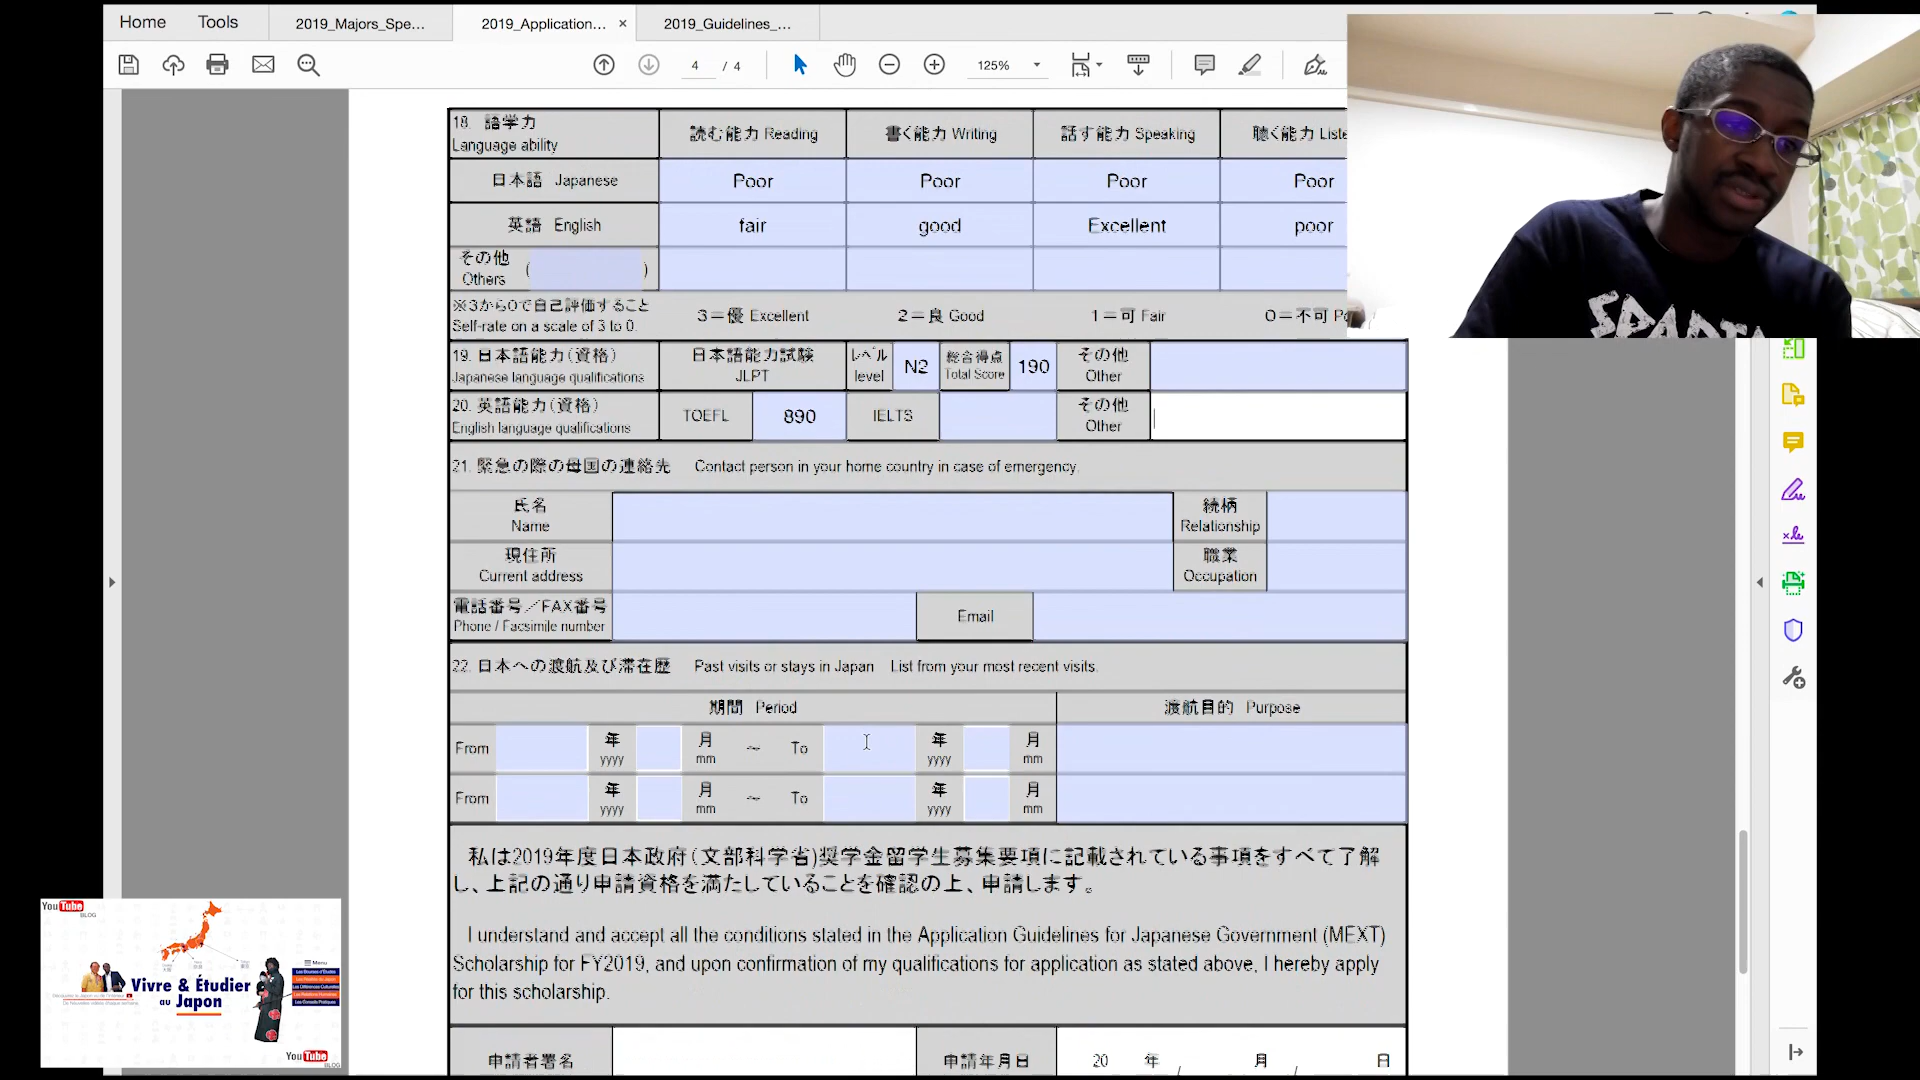 Home Tools 2019_Majors_Spe... 2019_Application... × 2019_Guidelines_...
4 / 4 125%
18. 語学力
Language ability
読む能力 Reading 書く能力 Writing 話す能力 Speaking 聴く能力 Liste
日本語 Japanese Poor Poor Poor Poor
英語 English fair good Excellent poor
その他
Others ( )
※3から0で自己評価すること
Self-rate on a scale of 3 to 0.
3＝優 Excellent 2＝良 Good 1＝可 Fair 0＝不可 Po
19. 日本語能力(資格)
Japanese language qualifications
日本語能力試験
JLPT
レベル
level
N2
総合得点
Total Score
190
その他
Other
20. 英語能力(資格)
English language qualifications
TOEFL 890 IELTS
その他
Other
21. 緊急の際の母国の連絡先 Contact person in your home country in case of emergency.
氏名
Name
続柄
Relationship
現住所
Current address
職業
Occupation
電話番号／FAX番号
Phone / Facsimile number
Email
22. 日本への渡航及び滞在歴 Past visits or stays in Japan List from your most recent visits.
期間 Period 渡航目的 Purpose
From 年 yyyy 月 mm ～ To 年 yyyy 月 mm
From 年 yyyy 月 mm ～ To 年 yyyy 月 mm
私は2019年度日本政府(文部科学省)奨学金留学生募集要項に記載されている事項をすべて了解
し、上記の通り申請資格を満たしていることを確認の上、申請します。
I understand and accept all the conditions stated in the Application Guidelines for Japanese Government (MEXT)
Scholarship for FY2019, and upon confirmation of my qualifications for application as stated above, I hereby apply
for this scholarship.
申請者署名 申請年月日 20 年 / 月 / 日
SPARTA
YouTube
BLOG
Vivre & Étudier
au Japon
Menu
YouTube
BLOG